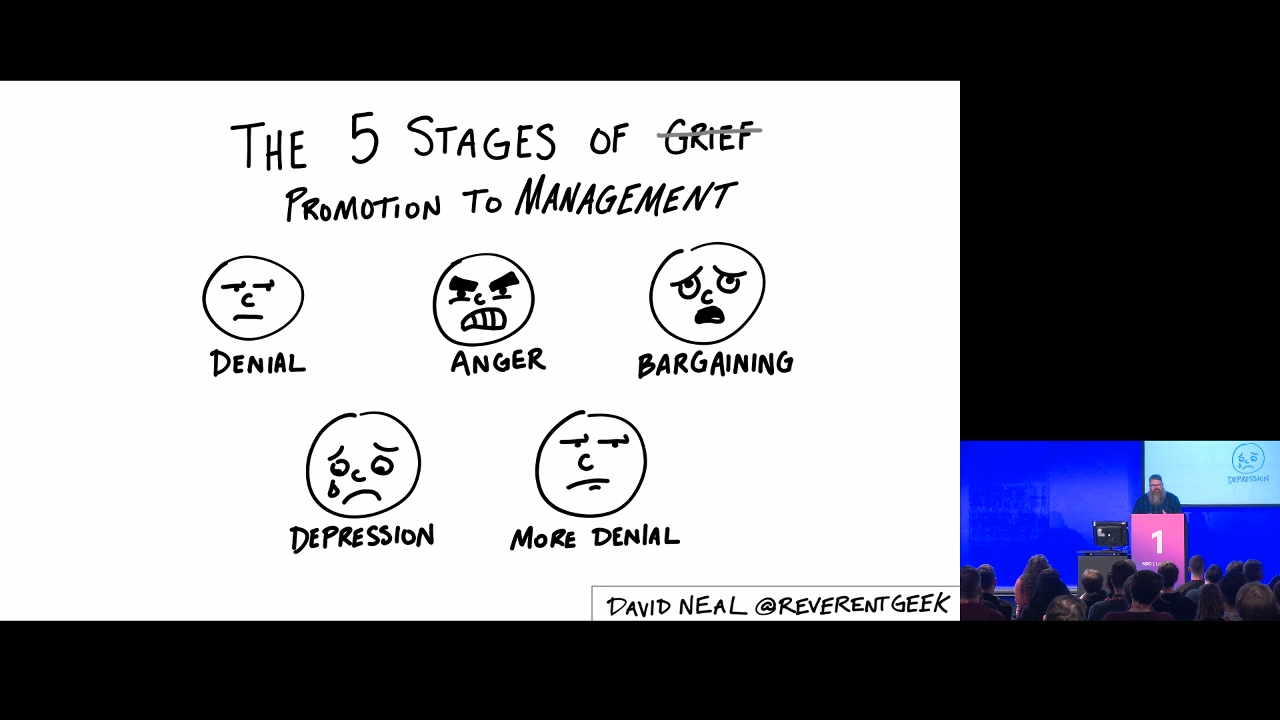 THE 5 STAGES OF GRIEF
PROMOTION TO MANAGEMENT
DENIAL
ANGER
BARGAINING
DEPRESSION
MORE DENIAL
DAVID NEAL @REVERENTGEEK
DEPRESSION
1